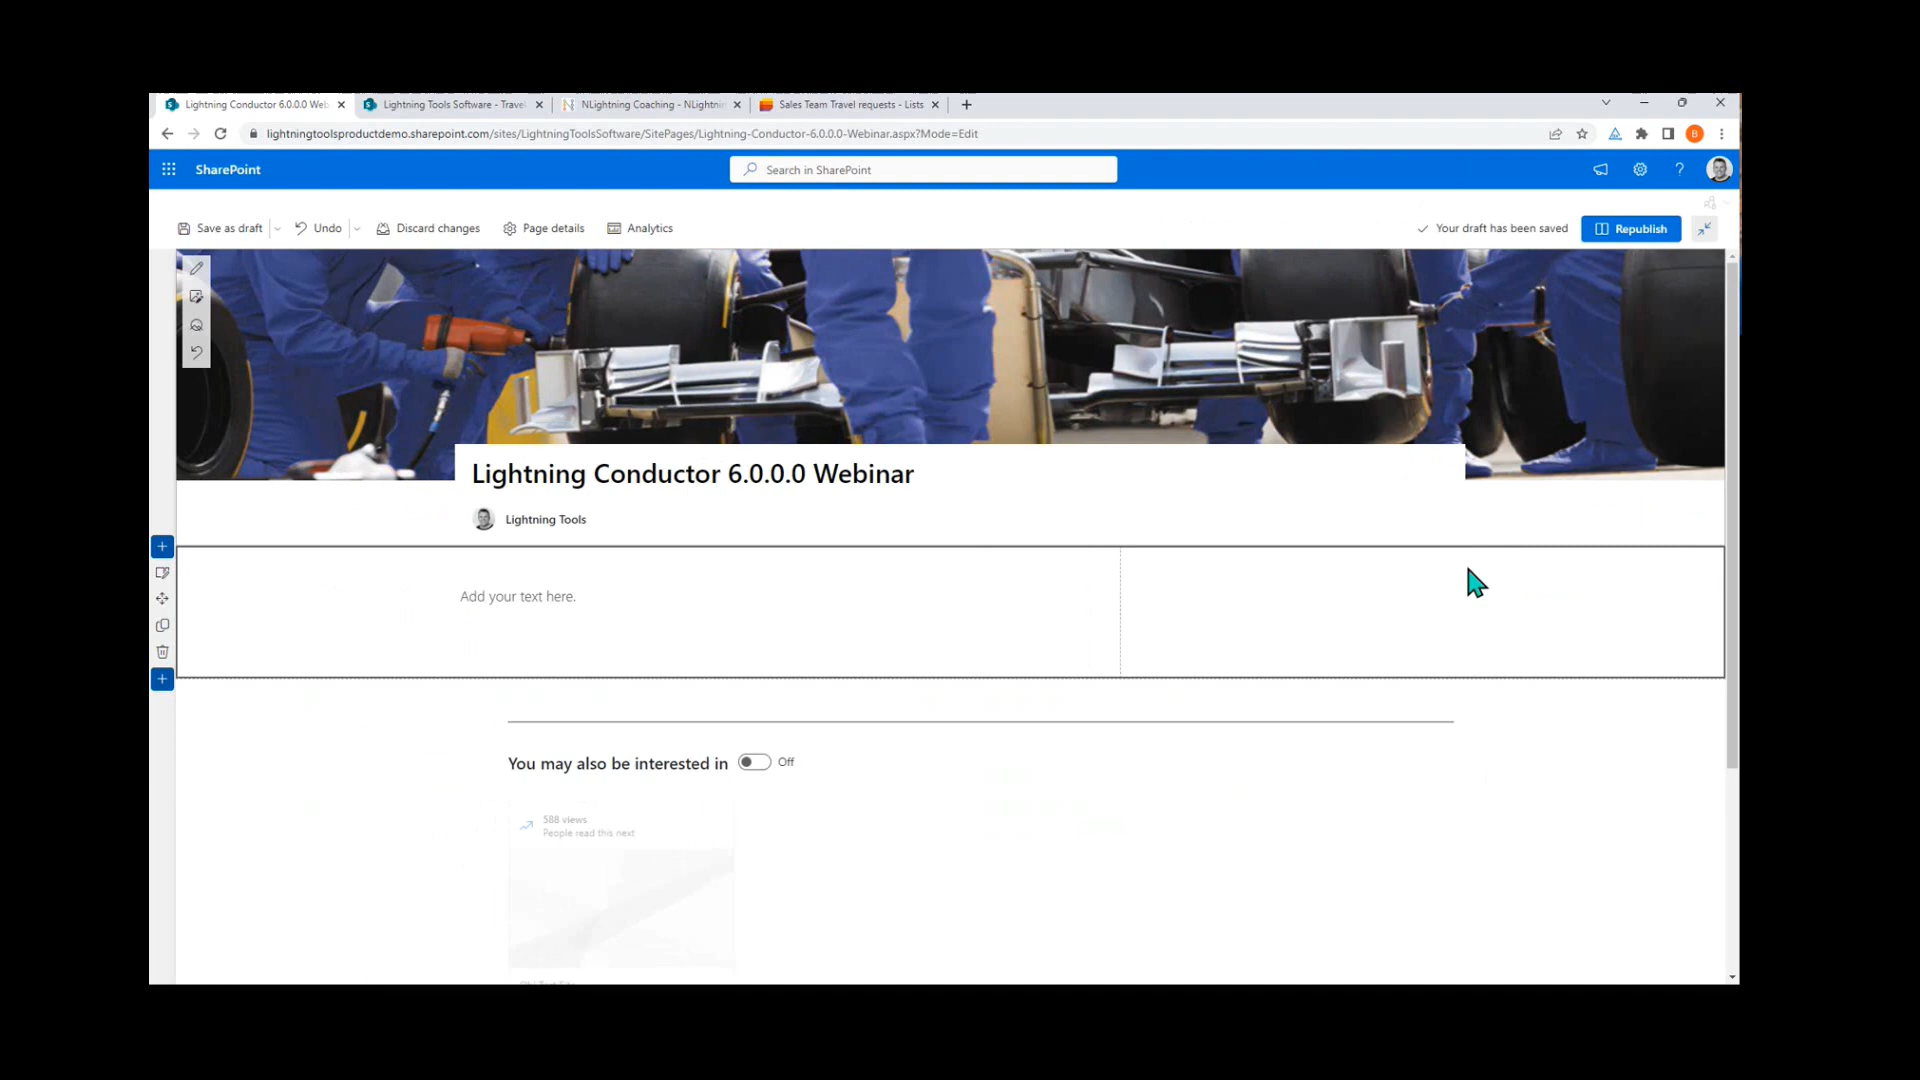 Lightning Conductor 6.0.0.0 Web
Lightning Tools Software - Trave
NLightning Coaching - NLightnin
Sales Team Travel requests - Lists
lightningtoolsproductdemo.sharepoint.com/sites/LightningToolsSoftware/SitePages/Lightning-Conductor-6.0.0.0-Webinar.aspx?Mode=Edit
B
SharePoint
Search in SharePoint
Save as draft
Undo
Discard changes
Page details
Analytics
Your draft has been saved
Republish
Lightning Conductor 6.0.0.0 Webinar
Lightning Tools
Add your text here.
You may also be interested in
Off
588 views
People read this next